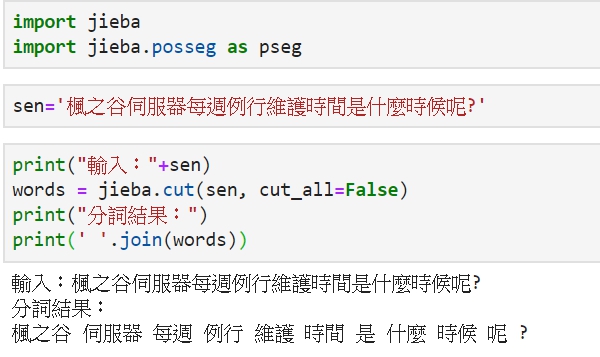 import jieba
import jieba.posseg as pseg
sen='楓之谷伺服器每週例行維護時間是什麼時候呢?'
print("輸入："+sen)
words = jieba.cut(sen, cut_all=False)
print("分詞結果：")
print(' '.join(words))
輸入：楓之谷伺服器每週例行維護時間是什麼時候呢?
分詞結果：
楓之谷 伺服器 每週 例行 維護 時間 是 什麼 時候 呢 ?